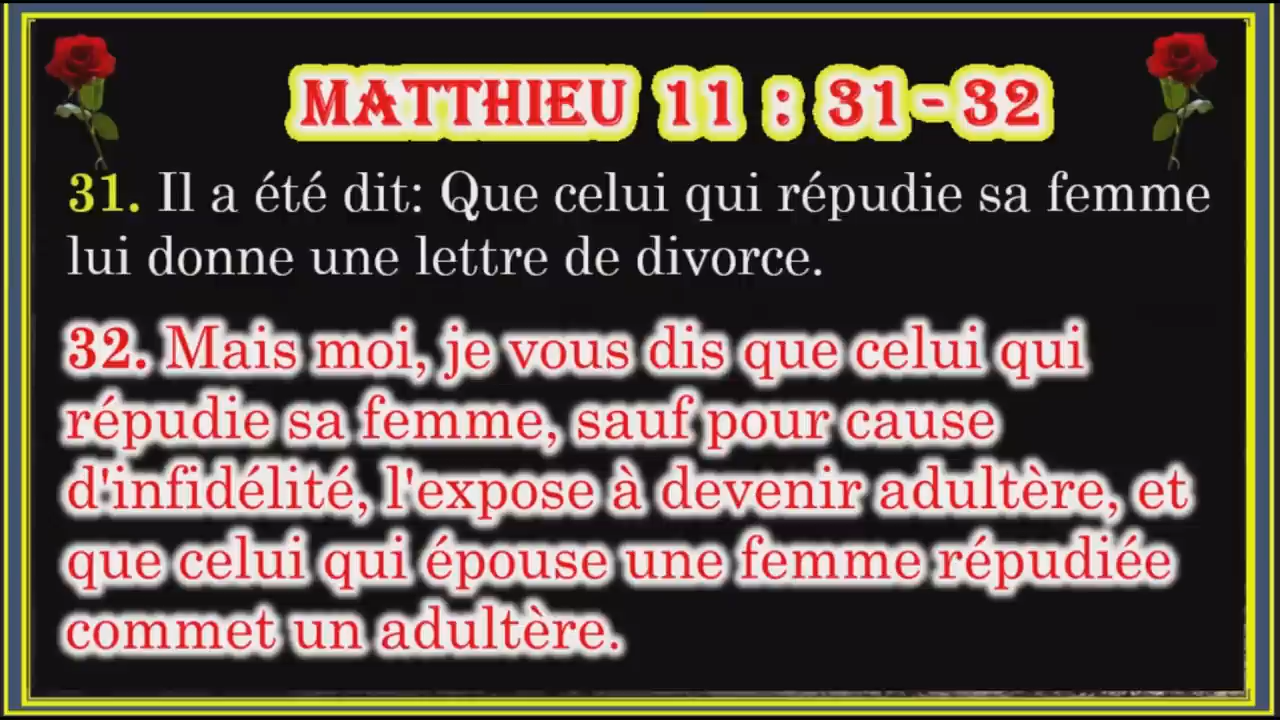 MATTHIEU 11 : 31 - 32
31. Il a été dit: Que celui qui répudie sa femme
lui donne une lettre de divorce.
32. Mais moi, je vous dis que celui qui
répudie sa femme, sauf pour cause
d'infidélité, l'expose à devenir adultère, et
que celui qui épouse une femme répudiée
commet un adultère.